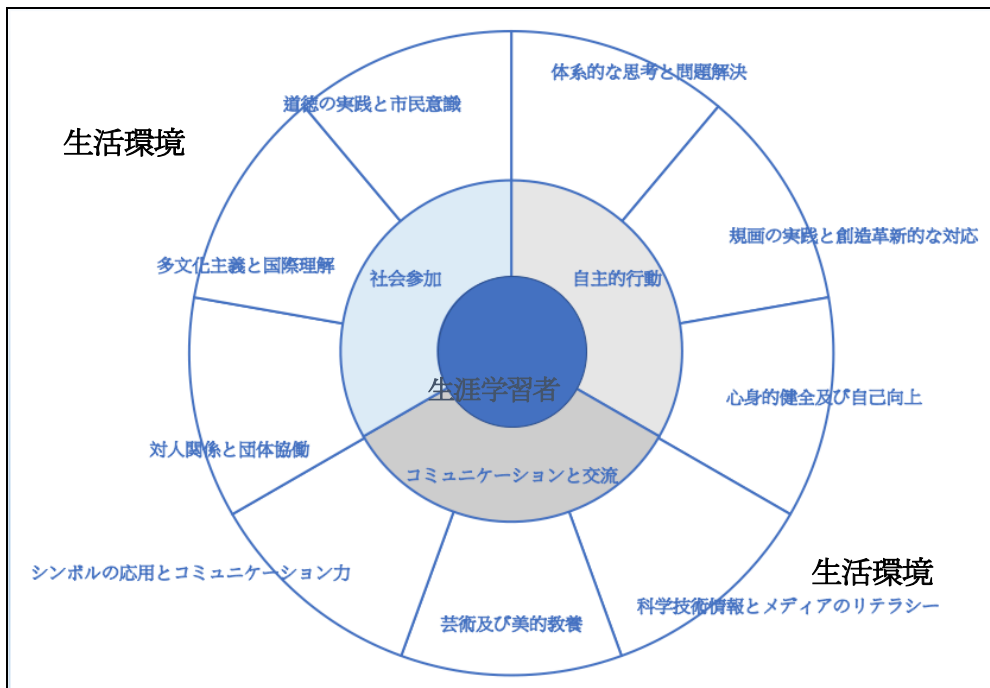 体系的な思考と問題解決
道徳の実践と市民意識
生活環境
規画の実践と創造革新的な対応
多文化主義と国際理解
社会参加
自主的行動
生涯学習者
心身的健全及び自己向上
対人関係と団体協働
コミュニケーションと交流
シンボルの応用とコミュニケーション力
生活環境
科学技術情報とメディアのリテラシー
芸術及び美的教養